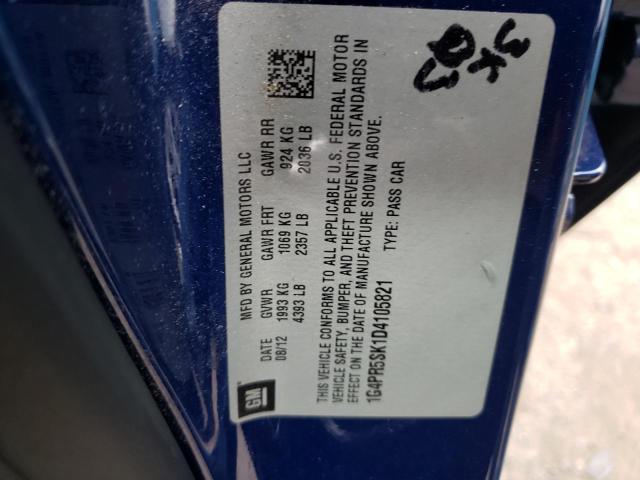 MFD BY GENERAL MOTORS LLC
DATE GVWR GAWR FRT GAWR RR
08/12 1993 KG 1069 KG 924 KG
4393 LB 2357 LB 2036 LB
THIS VEHICLE CONFORMS TO ALL APPLICABLE U.S. FEDERAL MOTOR
VEHICLE SAFETY, BUMPER, AND THEFT PREVENTION STANDARDS IN
EFFECT ON THE DATE OF MANUFACTURE SHOWN ABOVE.
1G4PR5SK1D4105821 TYPE: PASS CAR
GM